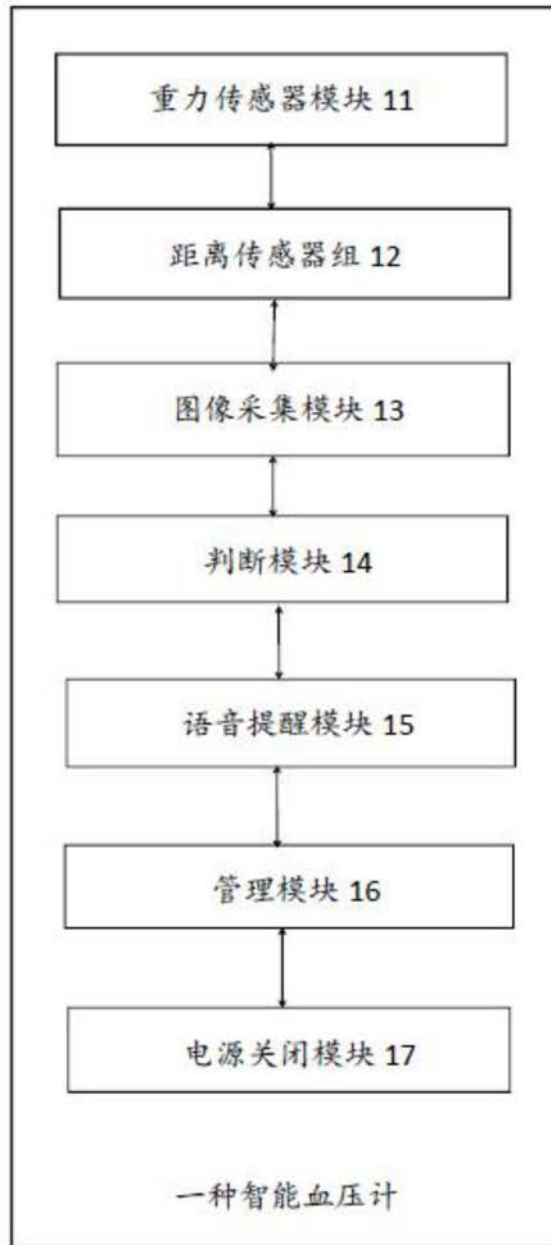 重力传感器模块 11
距离传感器组 12
图像采集模块 13
判断模块 14
语音提醒模块 15
管理模块 16
电源关闭模块 17
一种智能血压计